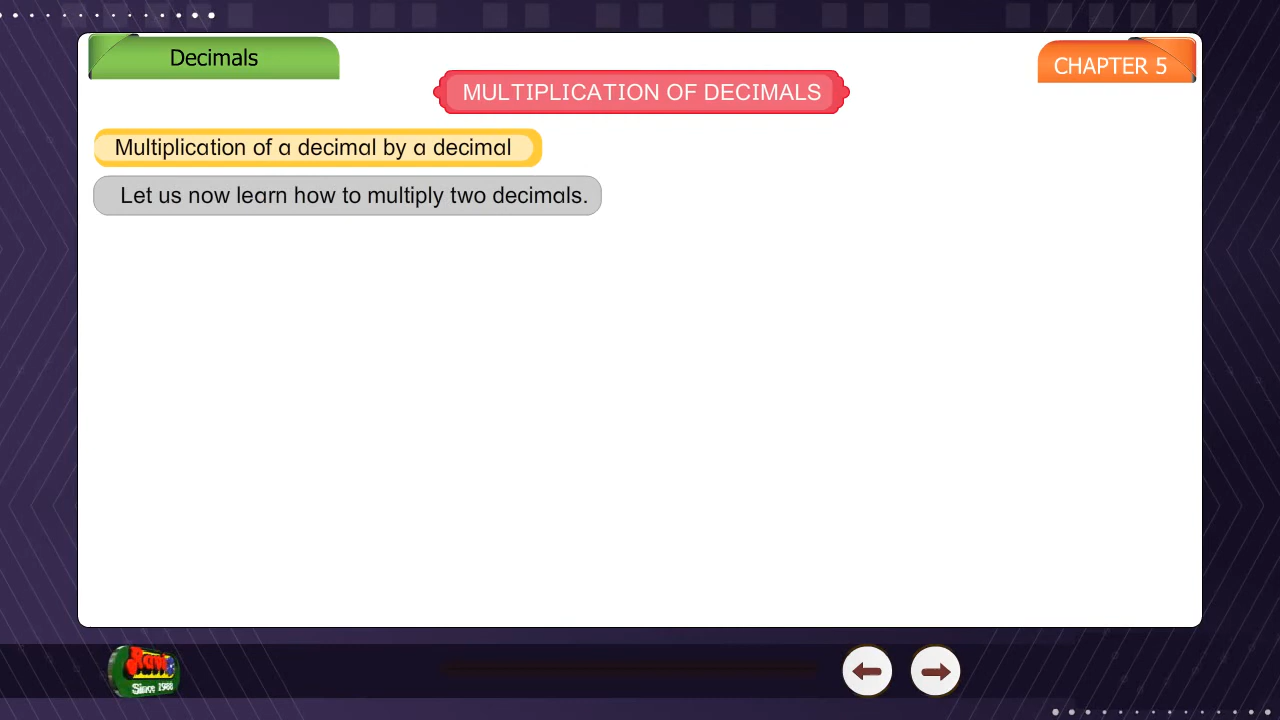 Decimals
CHAPTER 5
MULTIPLICATION OF DECIMALS
Multiplication of a decimal by a decimal
Let us now learn how to multiply two decimals.
Since 1988